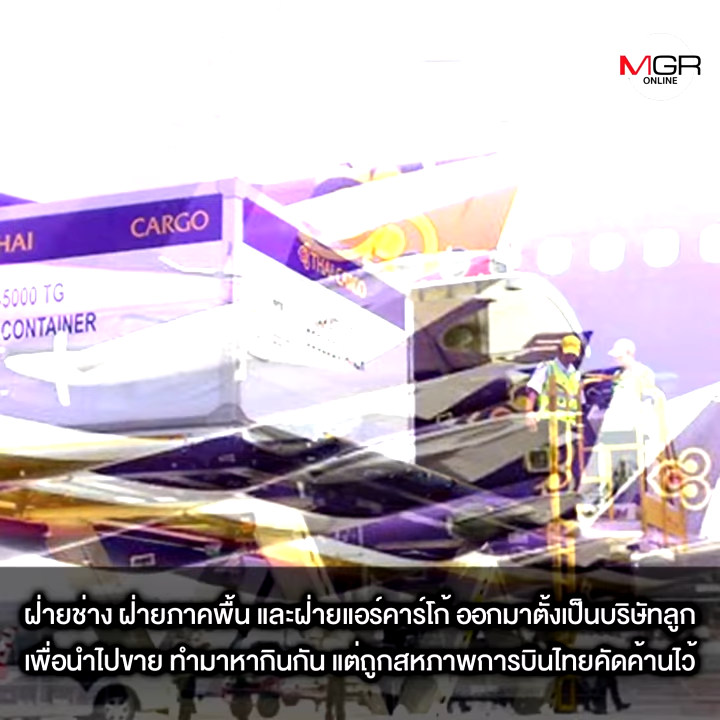 MGR
ONLINE
HAI CARGO
THAI CARGO
-5000 TG
CONTAINER
ฝ่ายช่าง ฝ่ายภาคพื้น และฝ่ายแอร์คาร์โก้ ออกมาตั้งเป็นบริษัทลูก
เพื่อนำไปขาย ทำมาหากินกัน แต่ถูกสหภาพการบินไทยคัดค้านไว้